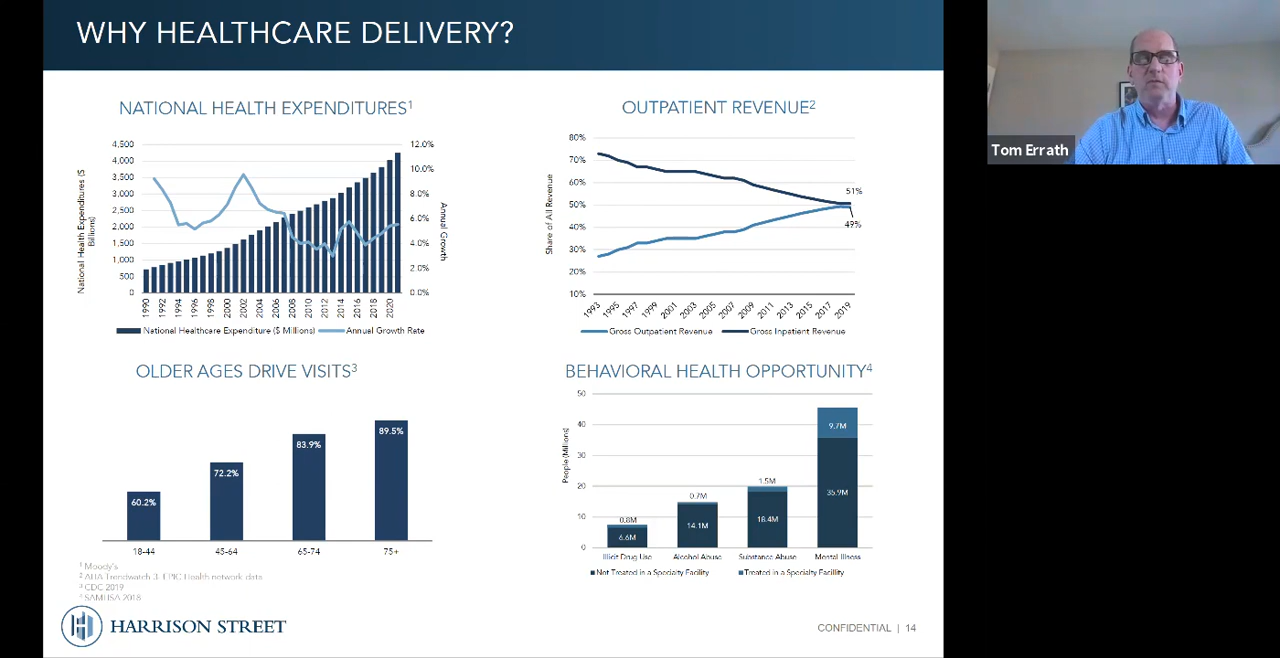 WHY HEALTHCARE DELIVERY?
Tom Errath
NATIONAL HEALTH EXPENDITURES1
National Health Expenditures ($
Billions)
4,500
4,000
3,500
3,000
2,500
2,000
1,500
1,000
500
0
12.0%
10.0%
8.0%
6.0%
4.0%
2.0%
0.0%
Annual Growth
1990
1992
1994
1996
1998
2000
2002
2004
2006
2008
2010
2012
2014
2016
2018
2020
National Healthcare Expenditure ($ Millions)
Annual Growth Rate
OUTPATIENT REVENUE2
Share of All Revenue
80%
70%
60%
50%
40%
30%
20%
10%
51%
49%
1993
1995
1997
1999
2001
2003
2005
2007
2009
2011
2013
2015
2017
2019
Gross Outpatient Revenue
Gross Inpatient Revenue
OLDER AGES DRIVE VISITS3
60.2%
72.2%
83.9%
89.5%
18-44
45-64
65-74
75+
BEHAVIORAL HEALTH OPPORTUNITY4
People (Millions)
50
40
30
20
10
0
0.8M
6.6M
0.7M
14.1M
1.5M
18.4M
9.7M
35.9M
Illicit Drug Use
Alcohol Abuse
Substance Abuse
Mental Illness
Not Treated in a Specialty Facility
Treated in a Specialty Facility
1 Moody's
2 AHA Trendwatch 3: EPIC Health network data
3 CDC 2019
4 SAMHSA 2018
HARRISON STREET
CONFIDENTIAL | 14